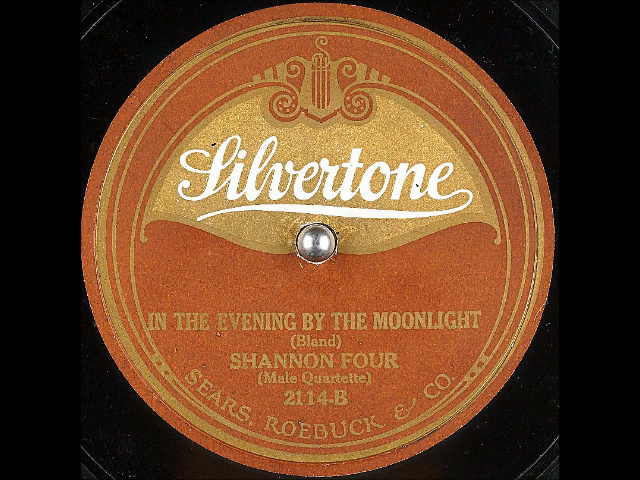 Silvertone
IN THE EVENING BY THE MOONLIGHT
(Bland)
SHANNON FOUR
(Male Quartette)
2114-B
SEARS, ROEBUCK & CO.